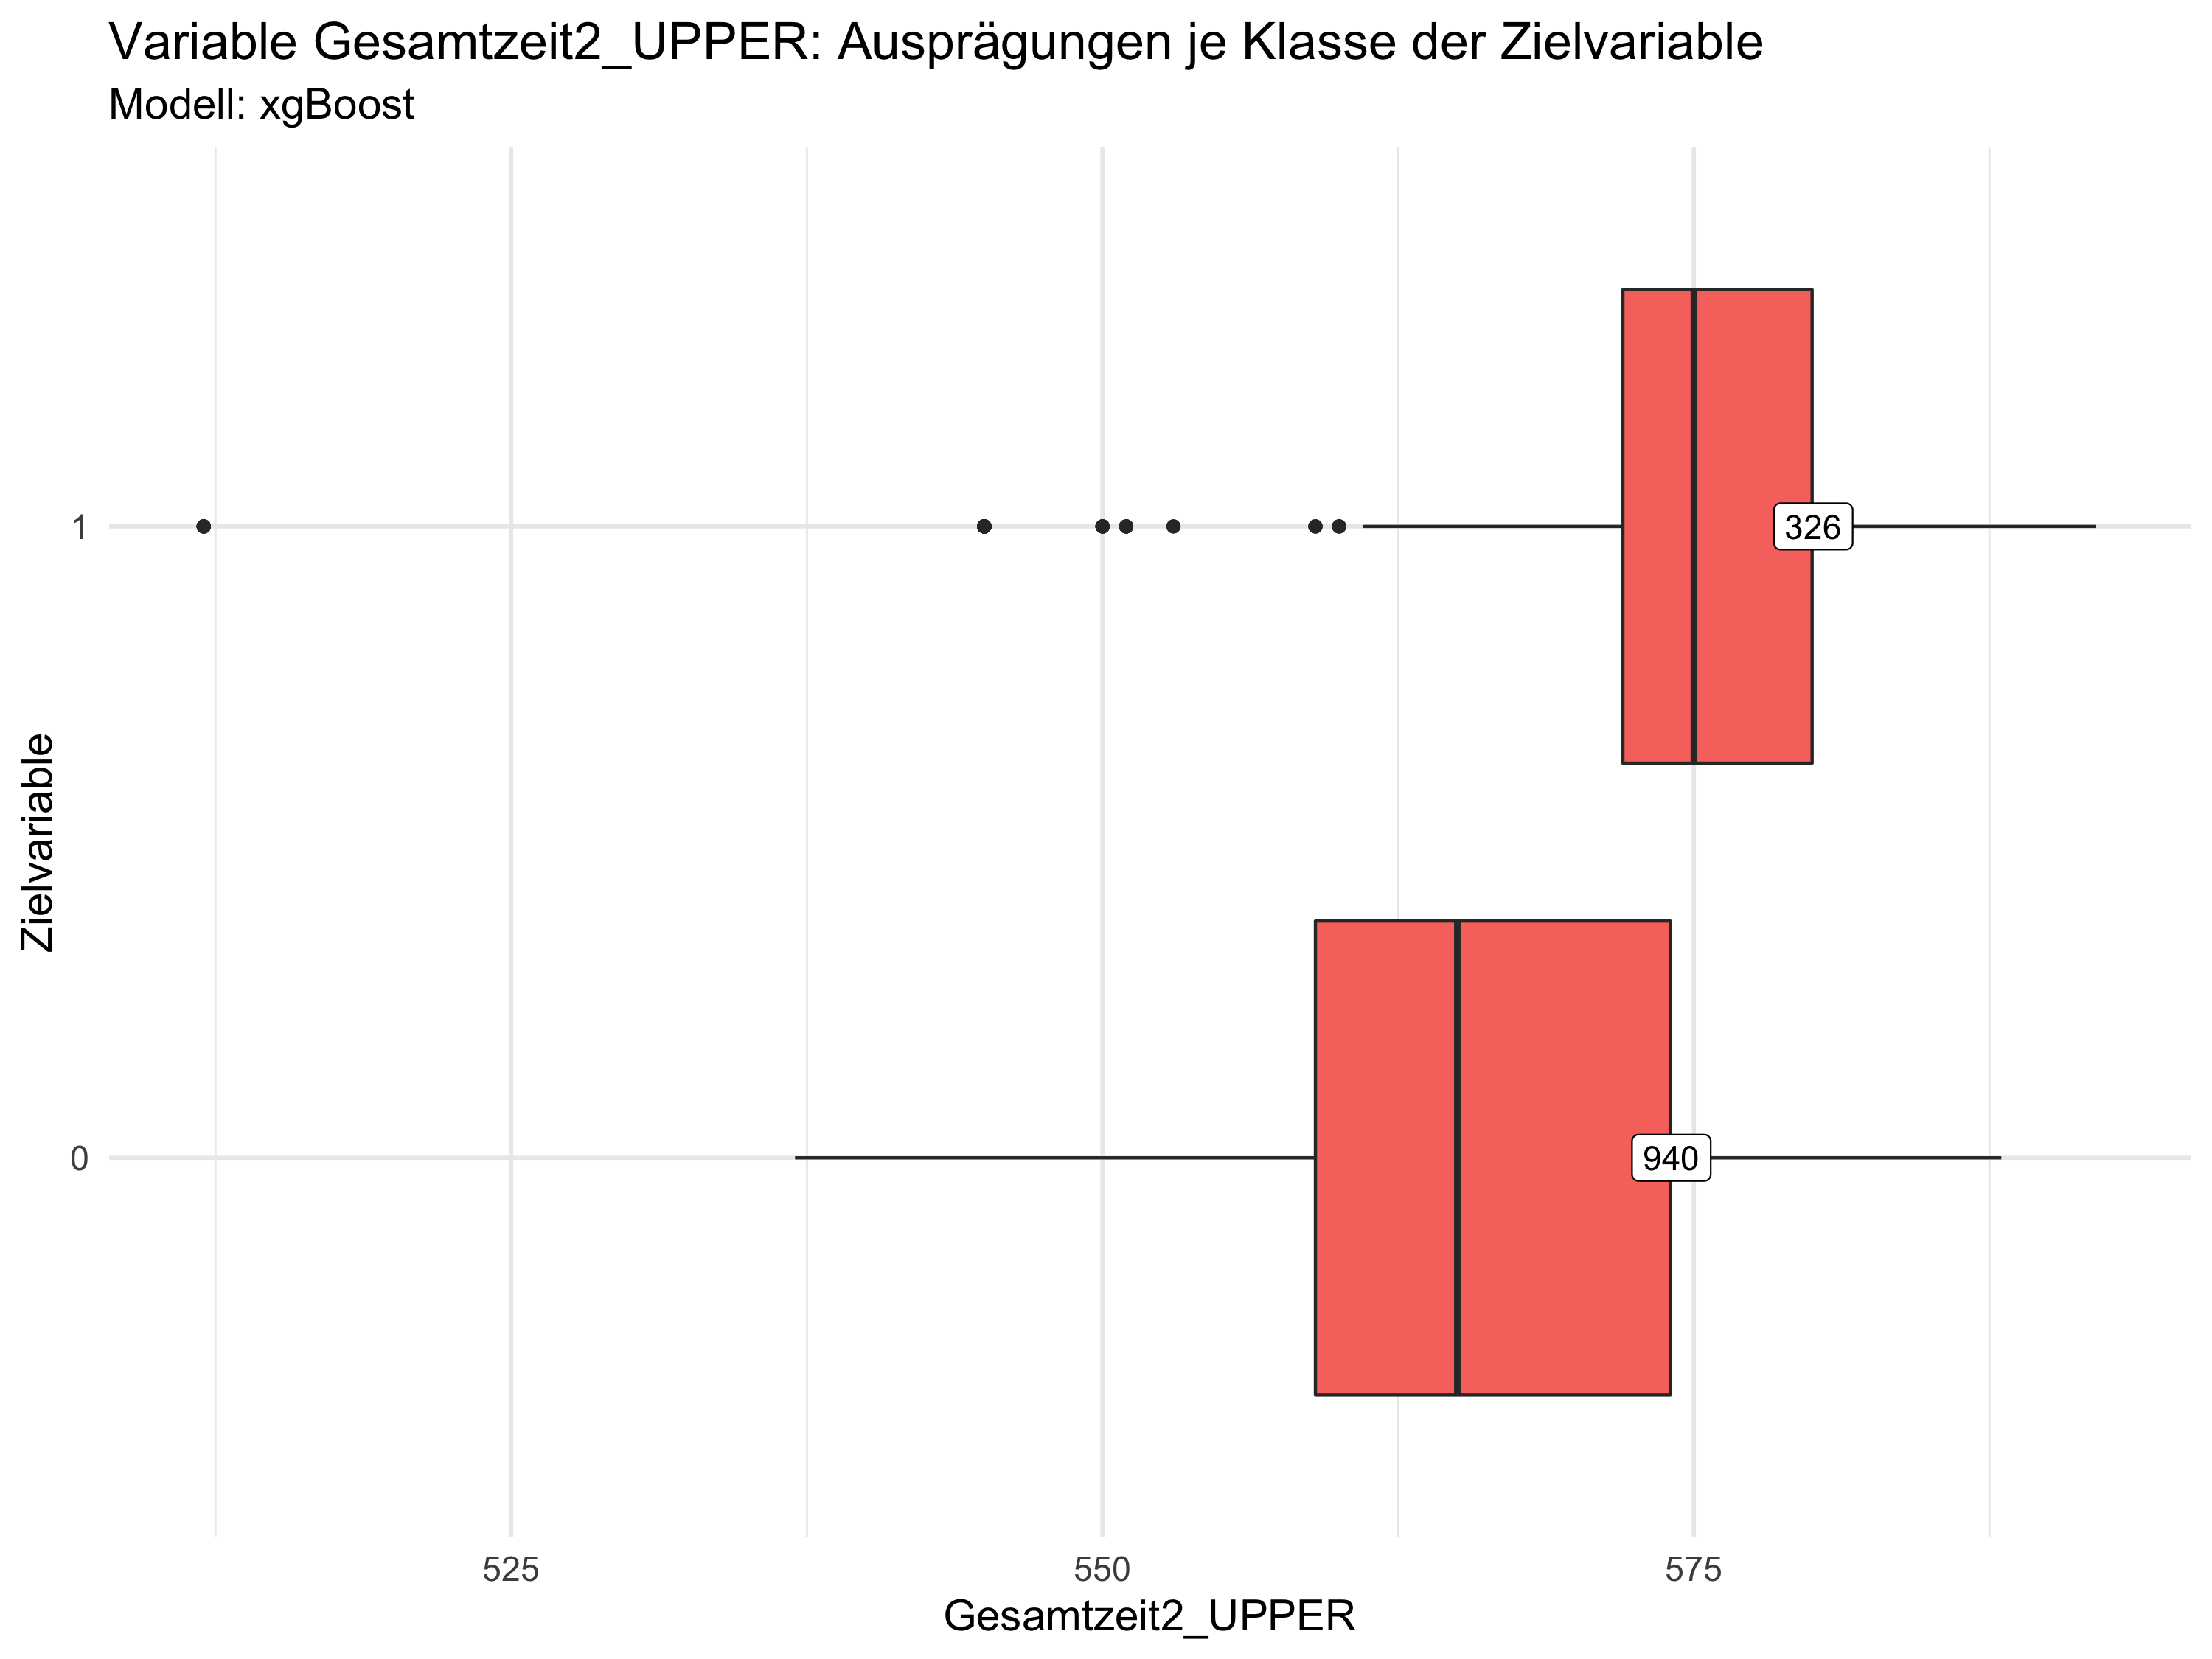 Variable Gesamtzeit2_UPPER: Ausprägungen je Klasse der Zielvariable
Modell: xgBoost
Zielvariable
1
326
0
940
525 550 575
Gesamtzeit2_UPPER